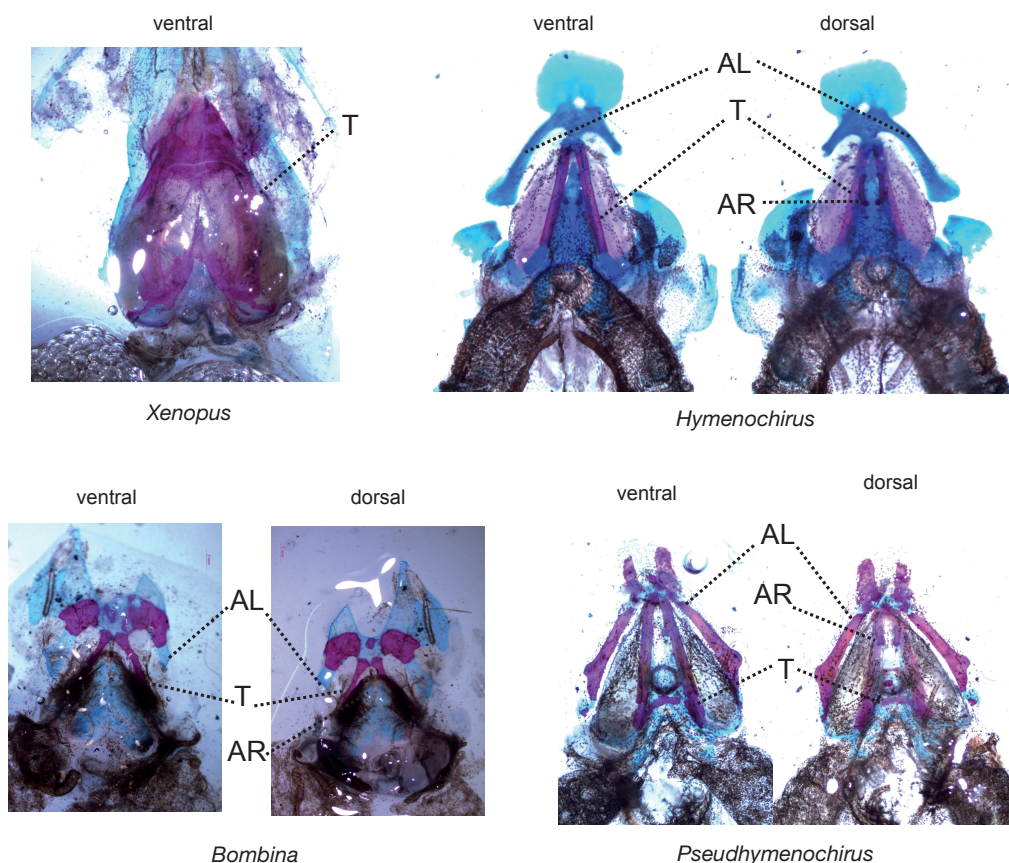 ventral
T
Xenopus
ventral
dorsal
AL
T
AR
Hymenochirus
ventral
dorsal
AL
T
AR
Bombina
ventral
dorsal
AL
AR
T
Pseudhymenochirus